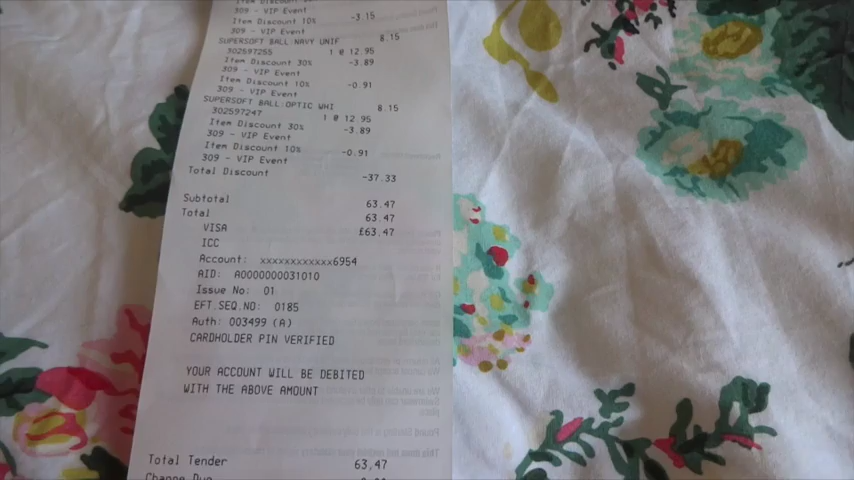 309 - VIP Event
Item Discount 10% -3.15
309 - VIP Event
SUPERSOFT BALL:NAVY UNIF 8.15
302597255 1 @ 12.95
Item Discount 30% -3.89
309 - VIP Event
Item Discount 10% -0.91
309 - VIP Event
SUPERSOFT BALL:OPTIC WHI 8.15
302597247 1 @ 12.95
Item Discount 30% -3.89
309 - VIP Event
Item Discount 10% -0.91
309 - VIP Event
Total Discount -37.33
Subtotal 63.47
Total 63.47
VISA £63.47
ICC
Account: xxxxxxxxxxxx6954
AID: A0000000031010
Issue No: 01
EFT.SEQ.NO: 0185
Auth: 003499 (A)
CARDHOLDER PIN VERIFIED
YOUR ACCOUNT WILL BE DEBITED
WITH THE ABOVE AMOUNT
Total Tender 63.47
Change Due